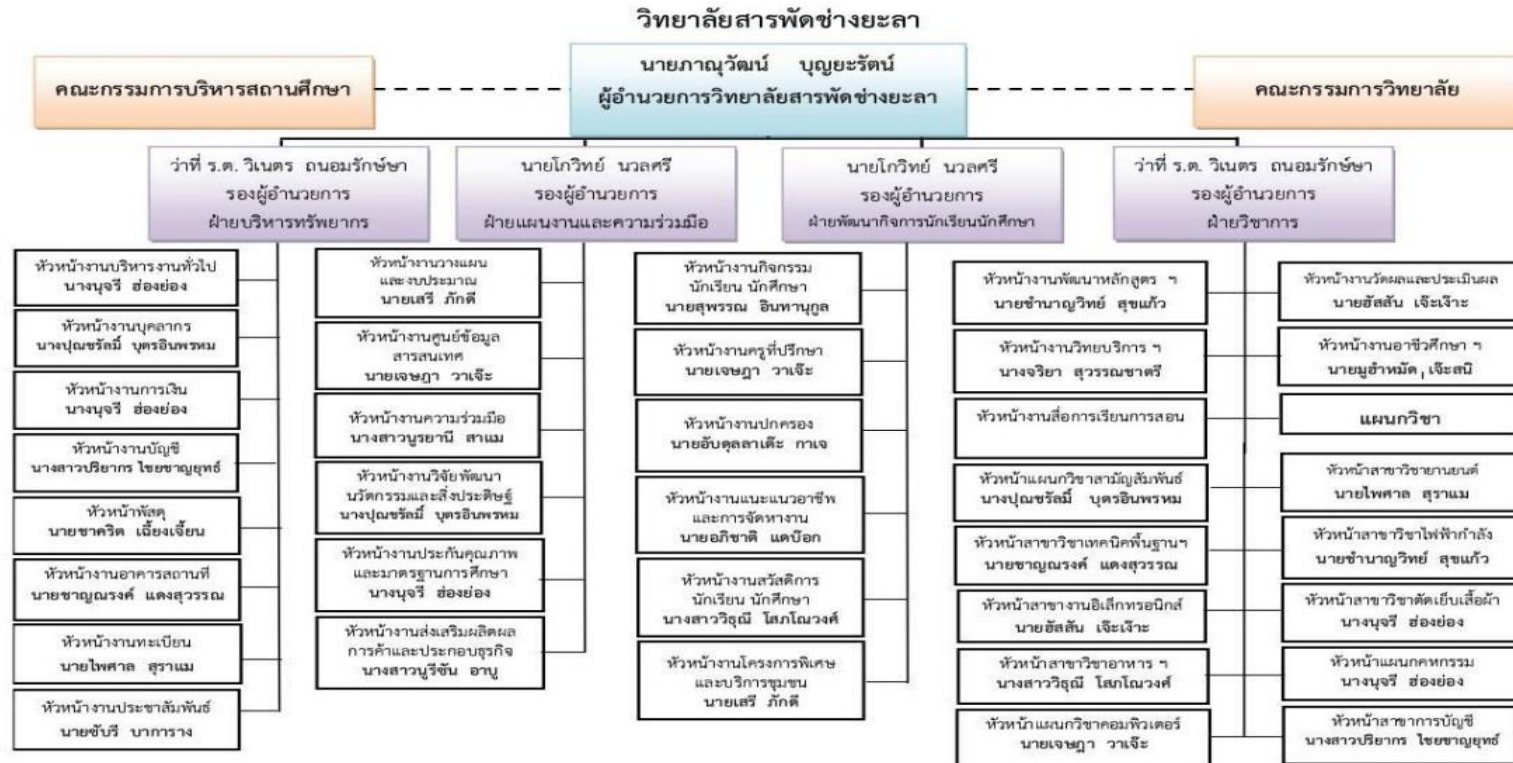 วิทยาลัยสารพัดช่างยะลา
คณะกรรมการบริหารสถานศึกษา
นายภาณุวัฒน์ บุญยะรัตน์
ผู้อำนวยการวิทยาลัยสารพัดช่างยะลา
คณะกรรมการวิทยาลัย
ว่าที่ ร.ต. วิเนตร ถนอมรักษ์ษา
รองผู้อำนวยการ
ฝ่ายบริหารทรัพยากร
นายโกวิทย์ นวลศรี
รองผู้อำนวยการ
ฝ่ายแผนงานและความร่วมมือ
นายโกวิทย์ นวลศรี
รองผู้อำนวยการ
ฝ่ายพัฒนากิจการนักเรียนนักศึกษา
ว่าที่ ร.ต. วิเนตร ถนอมรักษ์ษา
รองผู้อำนวยการ
ฝ่ายวิชาการ
หัวหน้างานบริหารงานทั่วไป
นางนุจรี ฮ่องย่อง
หัวหน้างานบุคลากร
นางปุณชรัลมิ์ บุตรอินพรหม
หัวหน้างานการเงิน
นางนุจรี ฮ่องย่อง
หัวหน้างานบัญชี
นางสาวปริยากร ไชยชาญยุทธ์
หัวหน้าพัสดุ
นายชาคริต เฉี้ยงเจี้ยน
หัวหน้างานอาคารสถานที่
นายชาญณรงค์ แดงสุวรรณ
หัวหน้างานทะเบียน
นายไพศาล สุราแม
หัวหน้างานประชาสัมพันธ์
นายซับรี บาการาง
หัวหน้างานวางแผน
และงบประมาณ
นายเสรี ภักดี
หัวหน้างานศูนย์ข้อมูล
สารสนเทศ
นายเจษฎา วาเจ๊ะ
หัวหน้างานความร่วมมือ
นางสาวนูรยานี สาแม
หัวหน้างานวิจัยพัฒนา
นวัตกรรมและสิ่งประดิษฐ์
นางปุณชรัลมิ์ บุตรอินพรหม
หัวหน้างานประกันคุณภาพ
และมาตรฐานการศึกษา
นางนุจรี ฮ่องย่อง
หัวหน้างานส่งเสริมผลิตผล
การค้าและประกอบธุรกิจ
นางสาวนูรีซัน อาบู
หัวหน้างานกิจกรรม
นักเรียน นักศึกษา
นายสุพรรณ อินทานุกูล
หัวหน้างานครูที่ปรึกษา
นายเจษฎา วาเจ๊ะ
หัวหน้างานปกครอง
นายอับดุลลาเต๊ะ กาเจ
หัวหน้างานแนะแนวอาชีพ
และการจัดหางาน
นายอภิชาติ แดบือก
หัวหน้างานสวัสดิการ
นักเรียน นักศึกษา
นางสาววิธุณี โสภโณวงศ์
หัวหน้างานโครงการพิเศษ
และบริการชุมชน
นายเสรี ภักดี
หัวหน้างานพัฒนาหลักสูตร ฯ
นายชำนาญวิทย์ สุขแก้ว
หัวหน้างานวิทยบริการ ฯ
นางจริยา สุวรรณชาตรี
หัวหน้างานสื่อการเรียนการสอน
หัวหน้าแผนกวิชาสามัญสัมพันธ์
นางปุณชรัลมิ์ บุตรอินพรหม
หัวหน้าสาขาวิชาเทคนิคพื้นฐานฯ
นายชาญณรงค์ แดงสุวรรณ
หัวหน้าสาขางานอิเล็กทรอนิกส์
นายฮัสสัน เจ๊ะเง๊าะ
หัวหน้าสาขาวิชาอาหาร ฯ
นางสาววิธุณี โสภโณวงศ์
หัวหน้าแผนกวิชาคอมพิวเตอร์
นายเจษฎา วาเจ๊ะ
หัวหน้างานวัดผลและประเมินผล
นายฮัสสัน เจ๊ะเง๊าะ
หัวหน้างานอาชีวศึกษา ฯ
นายมูฮำหมัด เจ๊ะสนิ
แผนกวิชา
หัวหน้าสาขาวิชายานยนต์
นายไพศาล สุราแม
หัวหน้าสาขาวิชาไฟฟ้ากำลัง
นายชำนาญวิทย์ สุขแก้ว
หัวหน้าสาขาวิชาตัดเย็บเสื้อผ้า
นางนุจรี ฮ่องย่อง
หัวหน้าแผนกคหกรรม
นางนุจรี ฮ่องย่อง
หัวหน้าสาขาการบัญชี
นางสาวปริยากร ไชยชาญยุทธ์